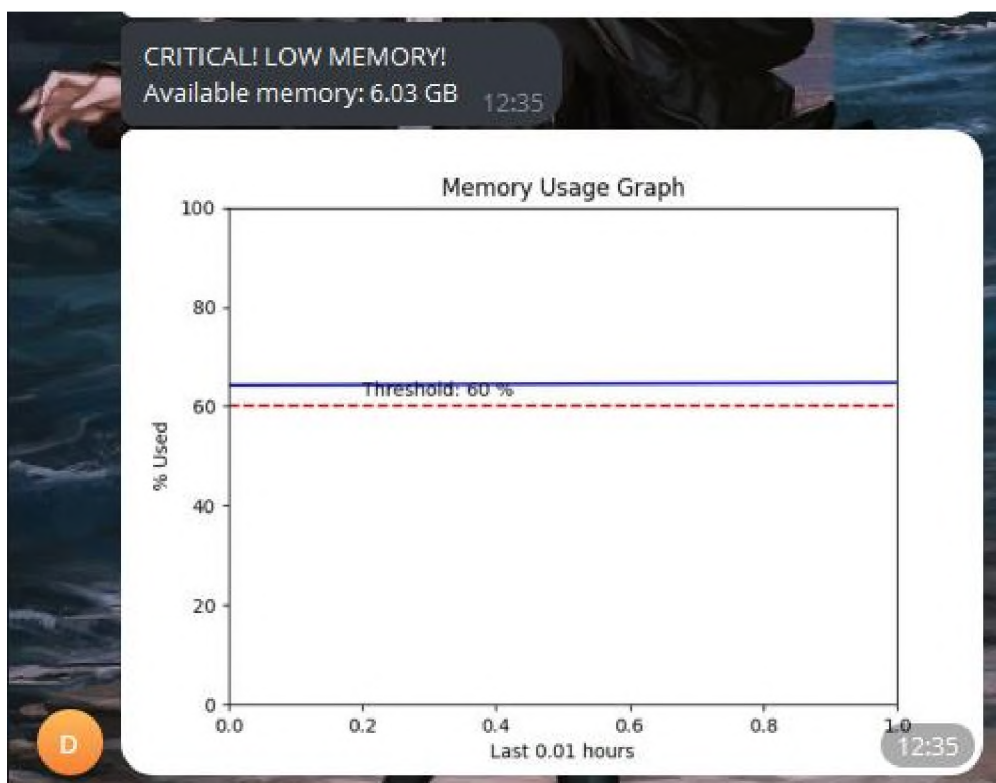 CRITICAL! LOW MEMORY!
Available memory: 6.03 GB 12:35
Memory Usage Graph
100
80
Threshold: 60 %
60
% Used
40
20
0
0.0 0.2 0.4 0.6 0.8 1.0
Last 0.01 hours
D
12:35